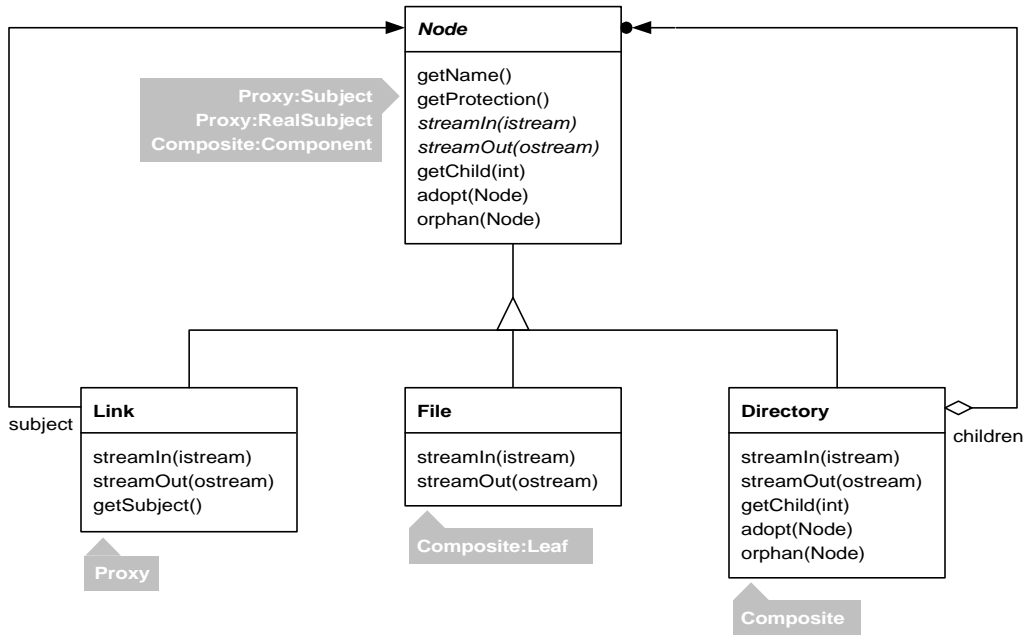 Node
getName()
getProtection()
streamIn(istream)
streamOut(ostream)
getChild(int)
adopt(Node)
orphan(Node)
Proxy:Subject
Proxy:RealSubject
Composite:Component
subject
Link
streamIn(istream)
streamOut(ostream)
getSubject()
Proxy
File
streamIn(istream)
streamOut(ostream)
Composite:Leaf
Directory
streamIn(istream)
streamOut(ostream)
getChild(int)
adopt(Node)
orphan(Node)
Composite
children